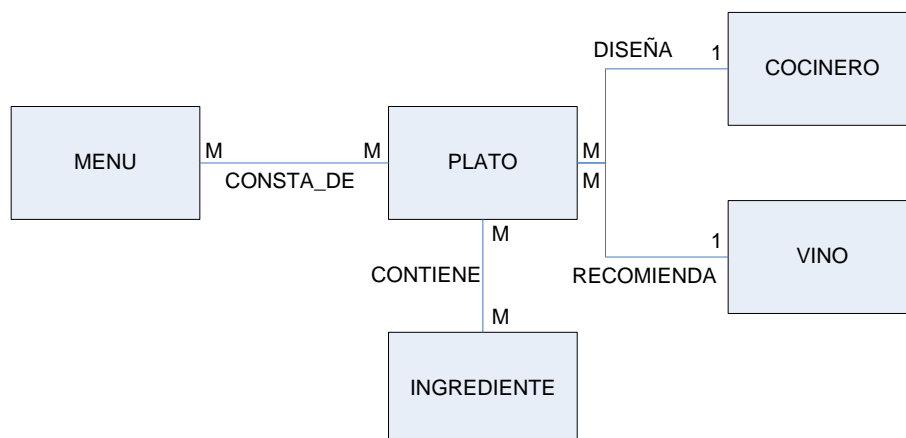 DISEÑA
1
COCINERO
MENU
M
M
CONSTA_DE
PLATO
M
M
1
VINO
RECOMIENDA
M
CONTIENE
M
INGREDIENTE